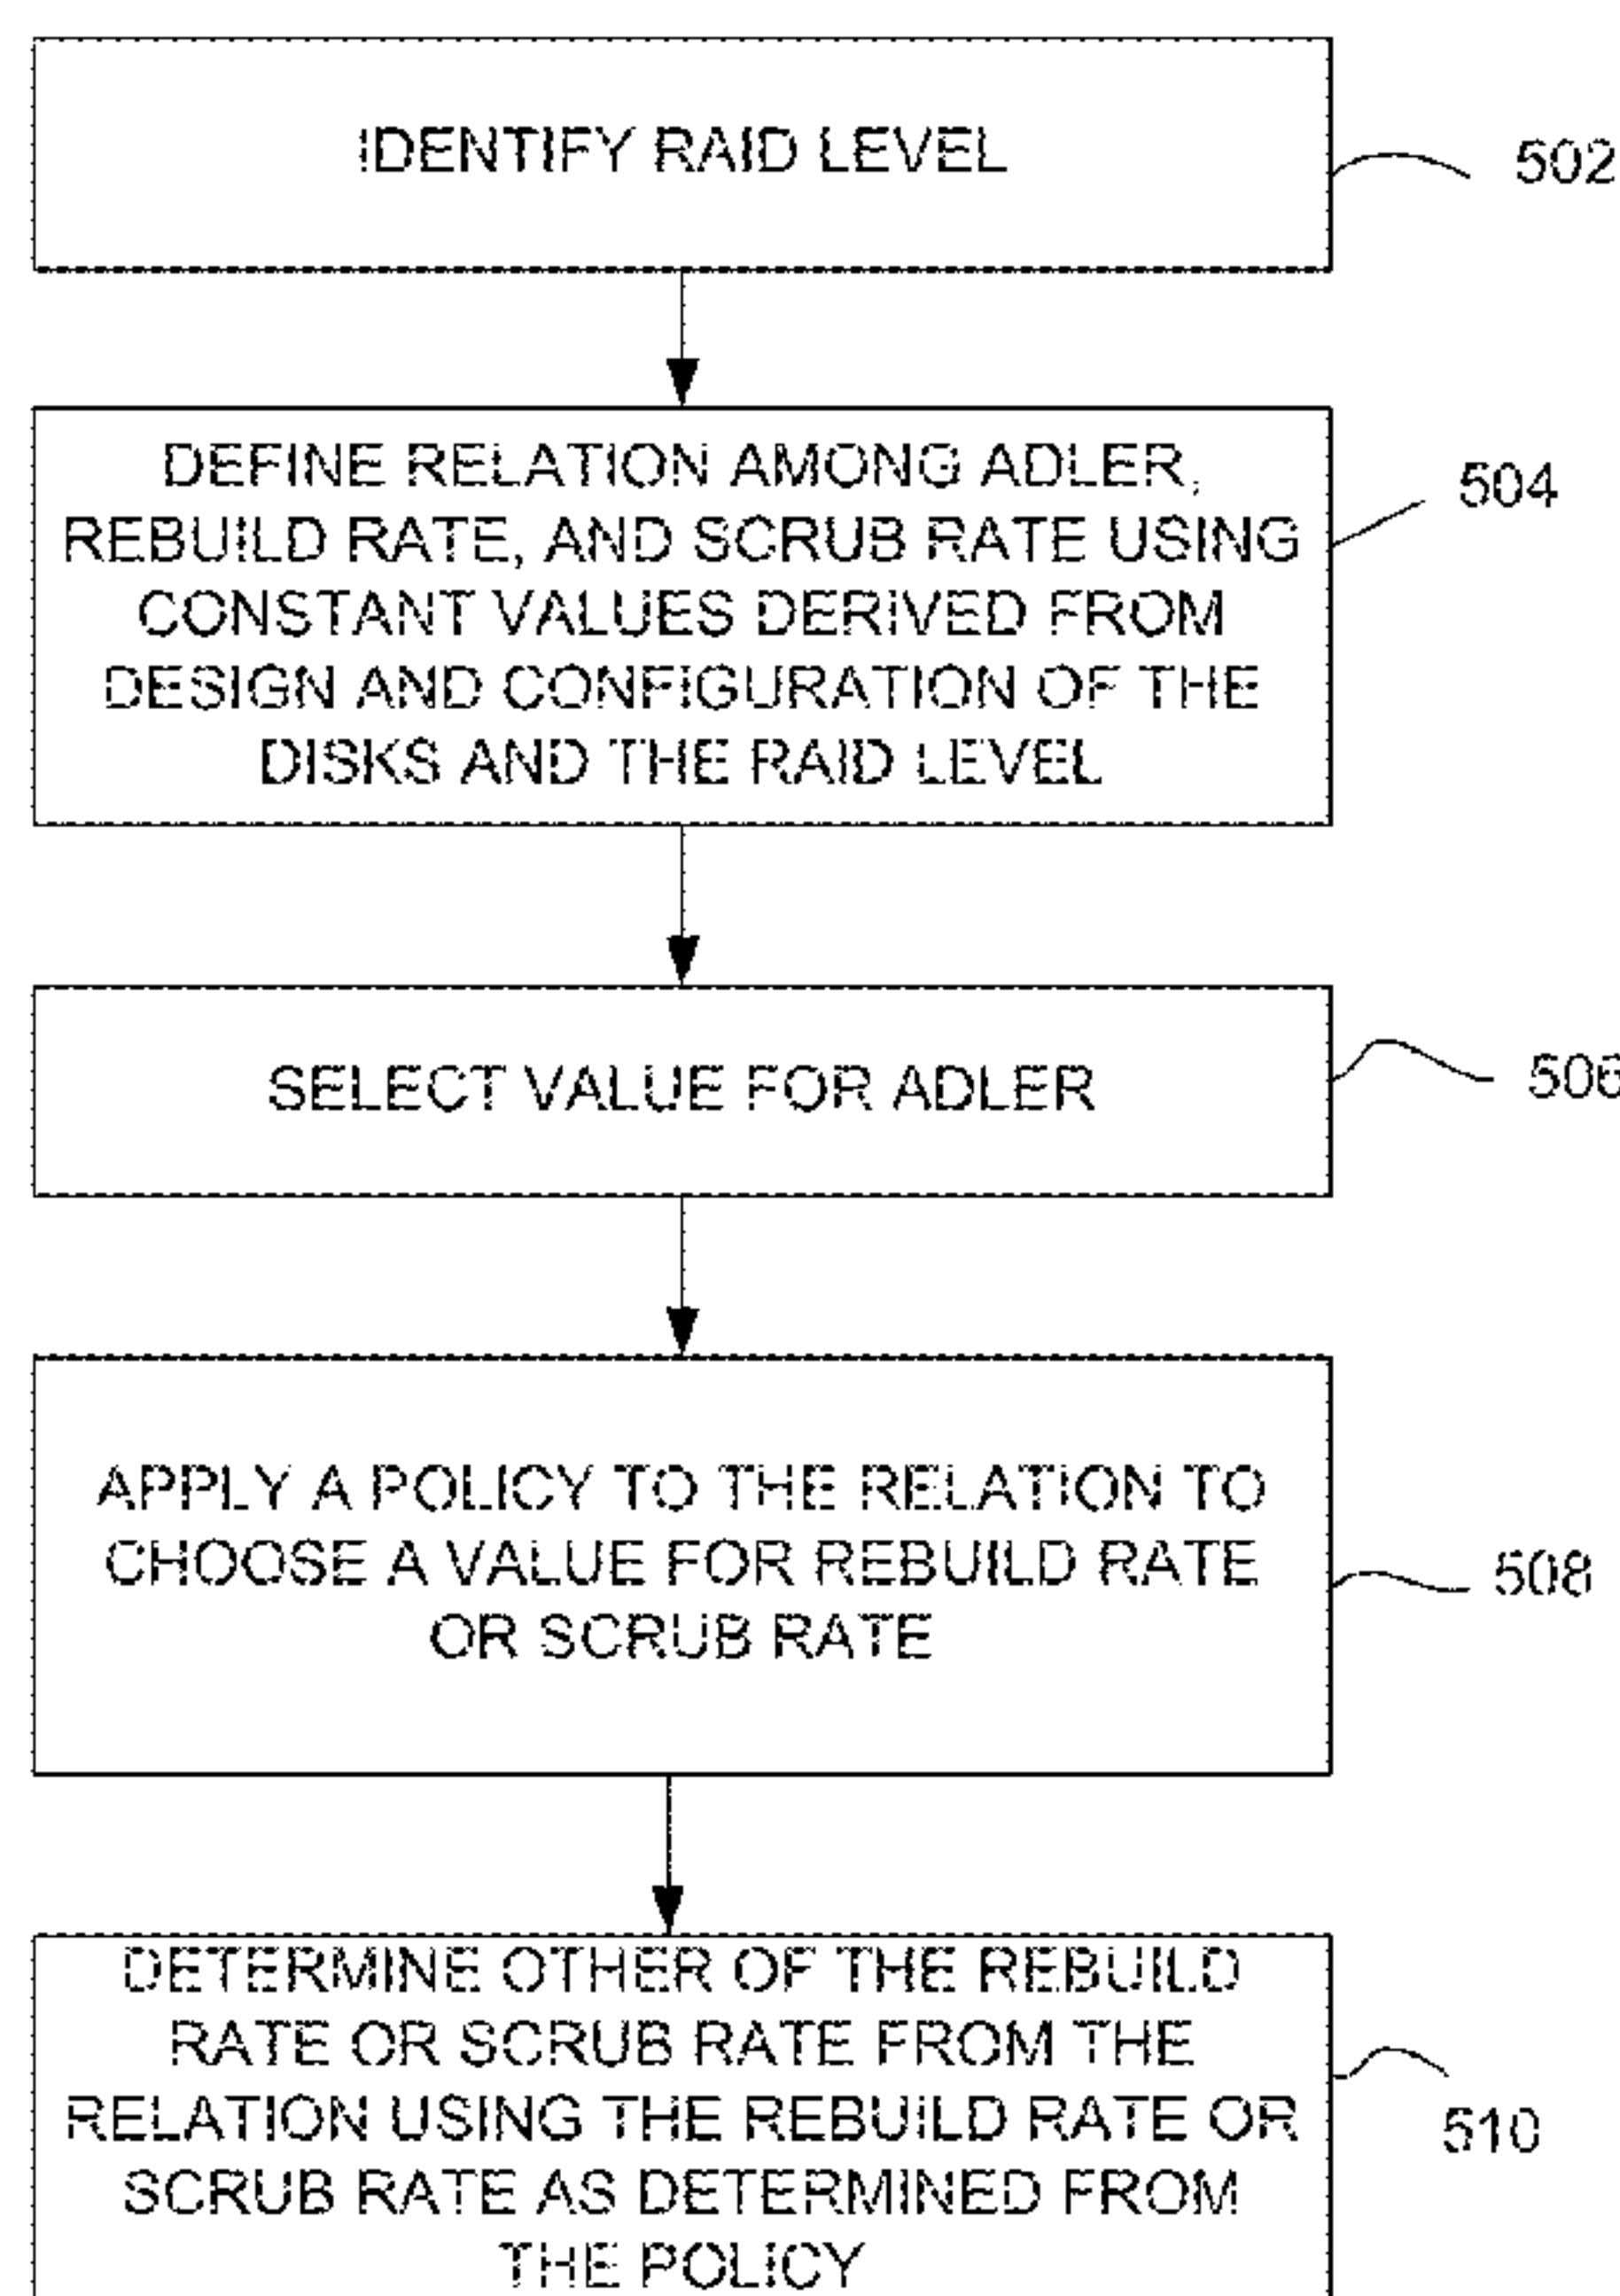 IDENTIFY RAID LEVEL
502
DEFINE RELATION AMONG ADLER,
REBUILD RATE, AND SCRUB RATE USING
CONSTANT VALUES DERIVED FROM
DESIGN AND CONFIGURATION OF THE
DISKS AND THE RAID LEVEL
504
SELECT VALUE FOR ADLER
506
APPLY A POLICY TO THE RELATION TO
CHOOSE A VALUE FOR REBUILD RATE
OR SCRUB RATE
508
DETERMINE OTHER OF THE REBUILD
RATE OR SCRUB RATE FROM THE
RELATION USING THE REBUILD RATE OR
SCRUB RATE AS DETERMINED FROM
THE POLICY
510